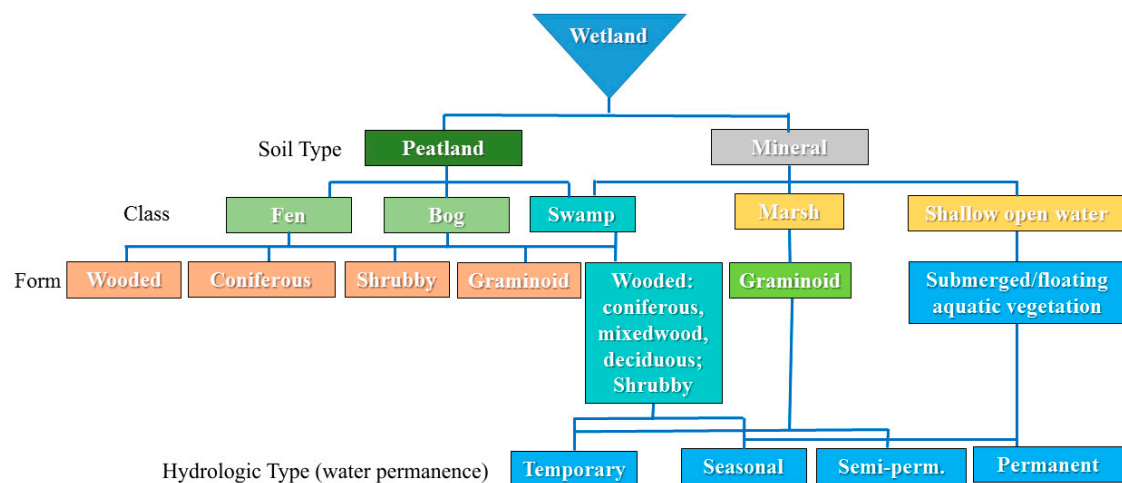 Wetland
Soil Type
Peatland
Mineral
Class
Fen
Bog
Swamp
Marsh
Shallow open water
Form
Wooded
Coniferous
Shrubby
Graminoid
Wooded:
coniferous,
mixedwood,
deciduous;
Shrubby
Graminoid
Submerged/floating
aquatic vegetation
Hydrologic Type (water permanence)
Temporary
Seasonal
Semi-perm.
Permanent